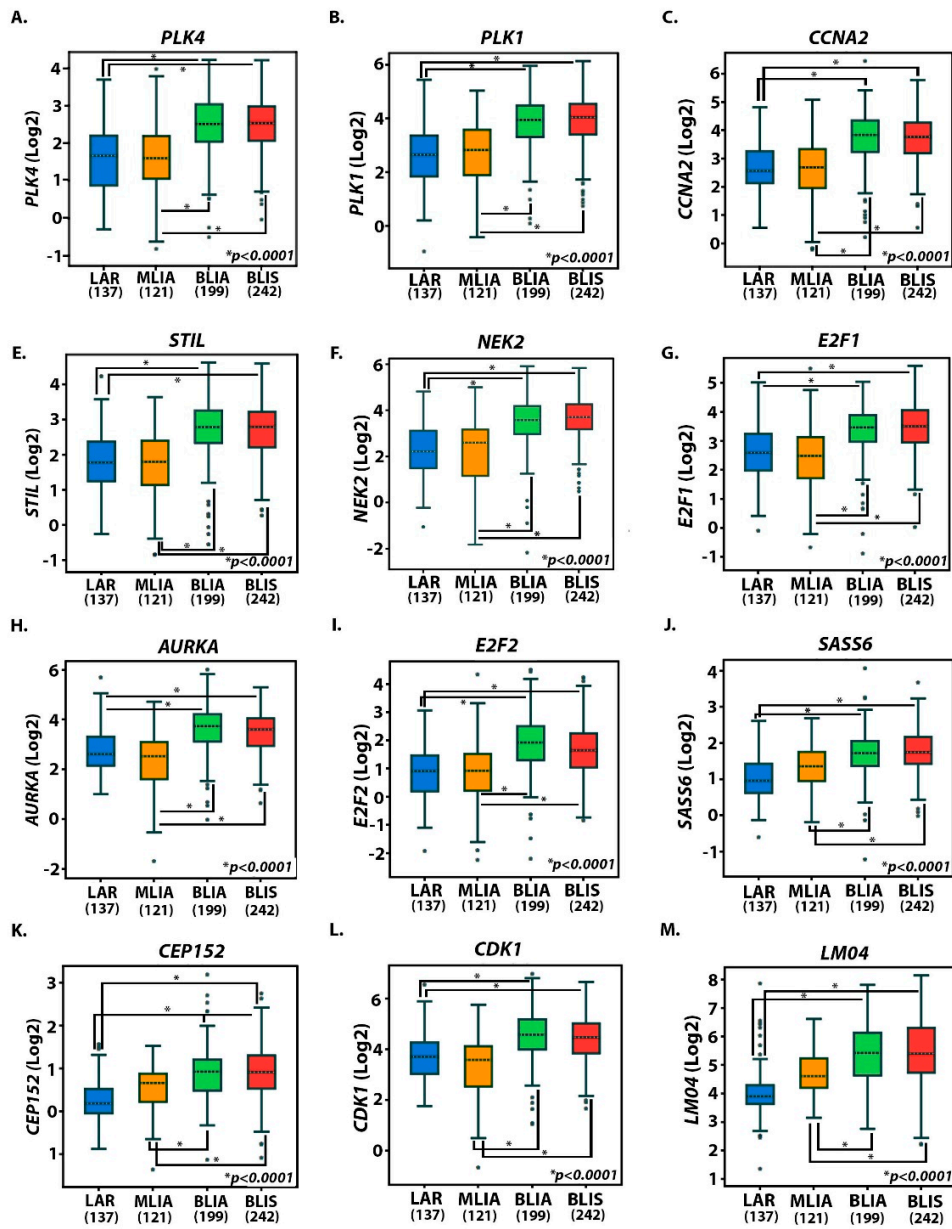 A.
PLK4
PLK4 (Log2)
4
3
2
1
0
-1
*
*
*
*
*p<0.0001
LAR MLIA BLIA BLIS
(137) (121) (199) (242)
B.
PLK1
PLK1 (Log2)
6
4
2
0
*
*
*
*
*p<0.0001
LAR MLIA BLIA BLIS
(137) (121) (199) (242)
C.
CCNA2
CCNA2 (Log2)
6
5
4
3
2
1
0
*
*
*
*
*p<0.0001
LAR MLIA BLIA BLIS
(137) (121) (199) (242)
E.
STIL
STIL (Log2)
4
3
2
1
0
-1
*
*
*
*
*p<0.0001
LAR MLIA BLIA BLIS
(137) (121) (199) (242)
F.
NEK2
NEK2 (Log2)
6
4
2
0
-2
*
*
*
*
*p<0.0001
LAR MLIA BLIA BLIS
(137) (121) (199) (242)
G.
E2F1
E2F1 (Log2)
5
4
3
2
1
0
-1
*
*
*
*
*p<0.0001
LAR MLIA BLIA BLIS
(137) (121) (199) (242)
H.
AURKA
AURKA (Log2)
6
4
2
0
-2
*
*
*
*
*p<0.0001
LAR MLIA BLIA BLIS
(137) (121) (199) (242)
I.
E2F2
E2F2 (Log2)
4
3
2
1
0
-1
-2
*
*
*
*
*p<0.0001
LAR MLIA BLIA BLIS
(137) (121) (199) (242)
J.
SASS6
SASS6 (Log2)
4
3
2
1
0
-1
*
*
*
*
*p<0.0001
LAR MLIA BLIA BLIS
(137) (121) (199) (242)
K.
CEP152
CEP152 (Log2)
3
2
1
0
1
*
*
*
*
*p<0.0001
LAR MLIA BLIA BLIS
(137) (121) (199) (242)
L.
CDK1
CDK1 (Log2)
6
4
2
0
*
*
*
*
*p<0.0001
LAR MLIA BLIA BLIS
(137) (121) (199) (242)
M.
LM04
LM04 (Log2)
8
7
6
5
4
3
2
1
*
*
*
*
*p<0.0001
LAR MLIA BLIA BLIS
(137) (121) (199) (242)